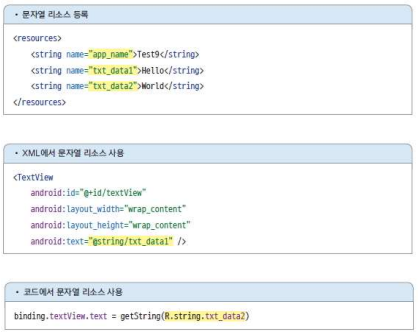 • 문자열 리소스 등록
<resources>
<string name="app_name">Test9</string>
<string name="txt_data1">Hello</string>
<string name="txt_data2">World</string>
</resources>
• XML에서 문자열 리소스 사용
<TextView
android:id="@+id/textView"
android:layout_width="wrap_content"
android:layout_height="wrap_content"
android:text="@string/txt_data1" />
• 코드에서 문자열 리소스 사용
binding.textView.text = getString(R.string.txt_data2)